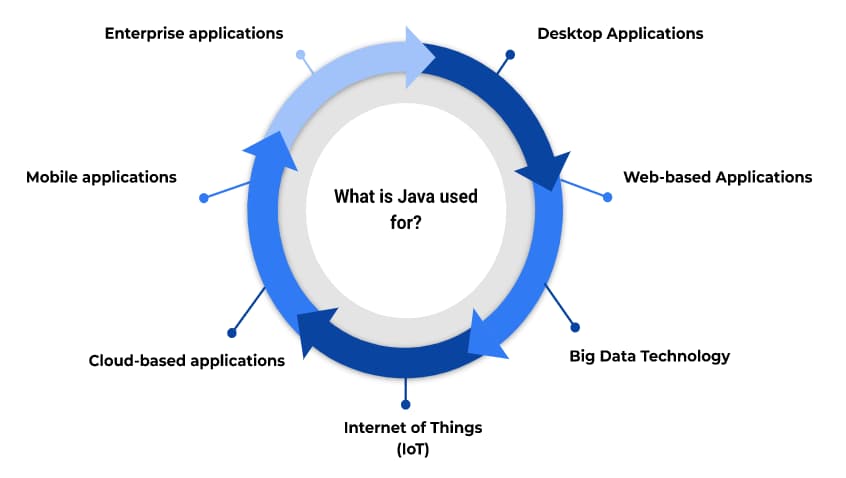 Enterprise applications
Desktop Applications
Mobile applications
Web-based Applications
What is Java used
for?
Cloud-based applications
Big Data Technology
Internet of Things
(IoT)